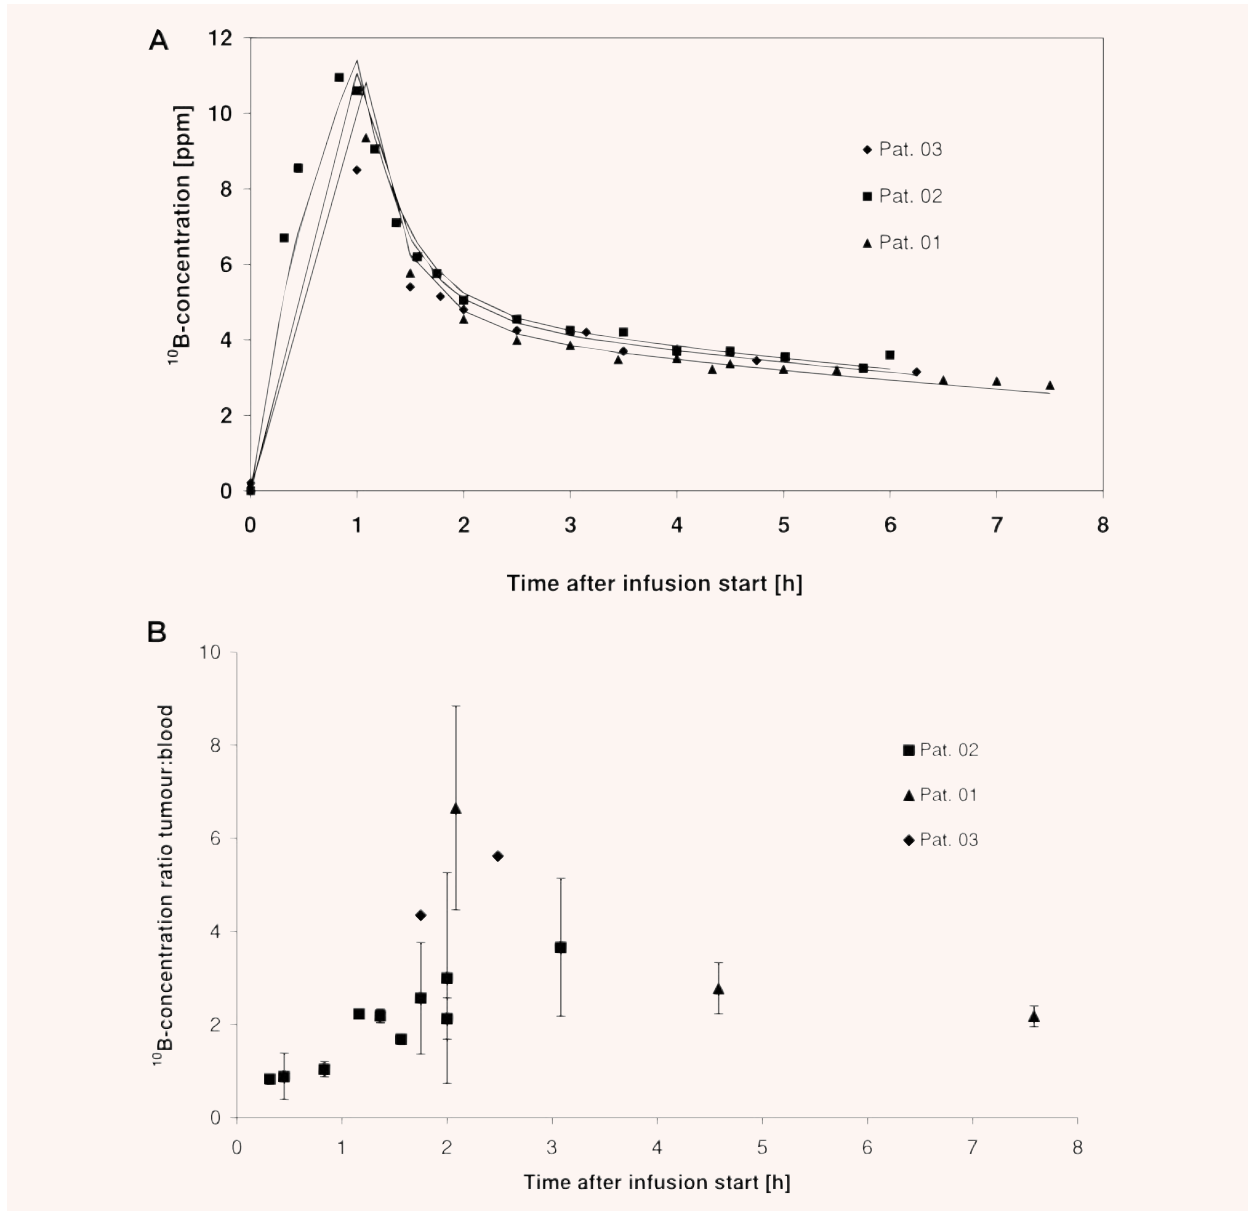 A
12
10
8
6
4
2
0
¹⁰B-concentration [ppm]
Pat. 03
Pat. 02
Pat. 01
0 1 2 3 4 5 6 7 8
Time after infusion start [h]
B
10
8
6
4
2
0
¹⁰B-concentration ratio tumour:blood
Pat. 02
Pat. 01
Pat. 03
0 1 2 3 4 5 6 7 8
Time after infusion start [h]